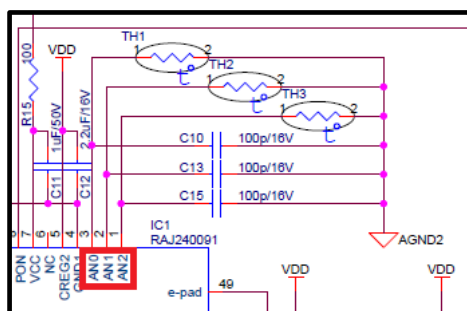 TH1
1
2
TH2
1
2
TH3
1
2
100
VDD
R15
1uF/50V
2.2uF/16V
C10
100p/16V
C13
100p/16V
C15
100p/16V
C11
C12
AGND2
IC1
RAJ240091
7
6
5
4
3
2
1
PON
VCC
NC
CREG2
GND1
AN0
AN1
AN2
e-pad
49
VDD
VDD